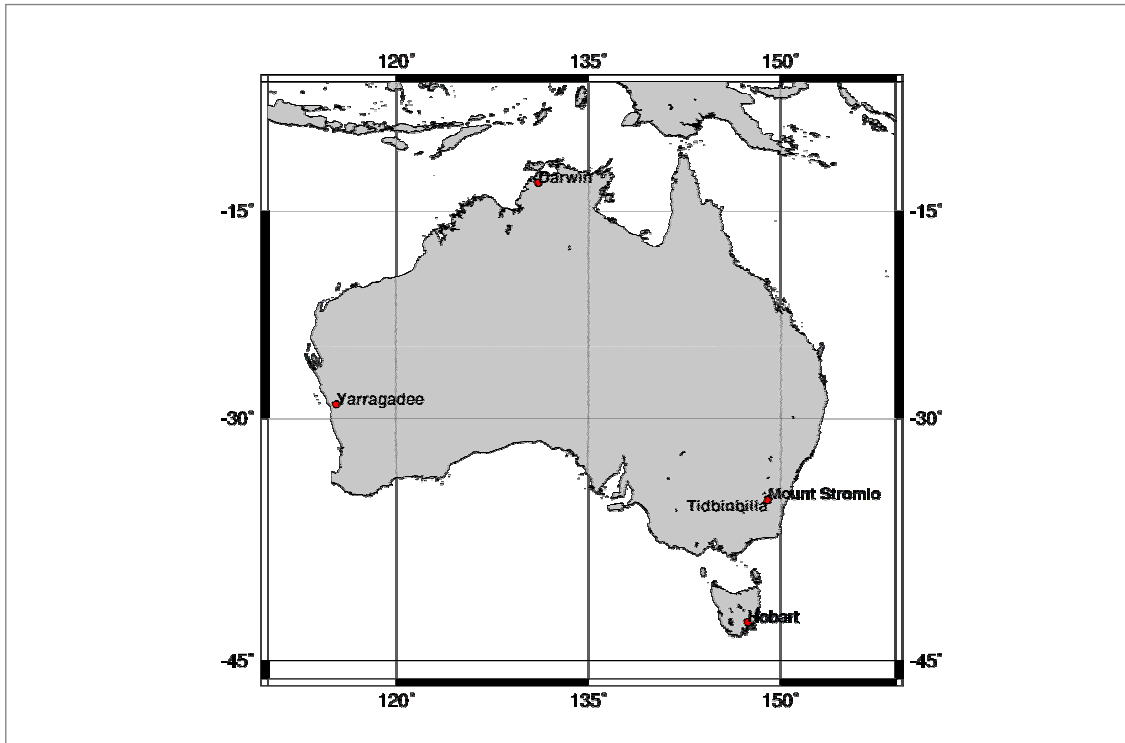 120° 135° 150°
Darwin
-15° -15°
Yarragadee
-30° -30°
Mount Stromlo
Tidbinbilla
Hobart
-45° -45°
120° 135° 150°